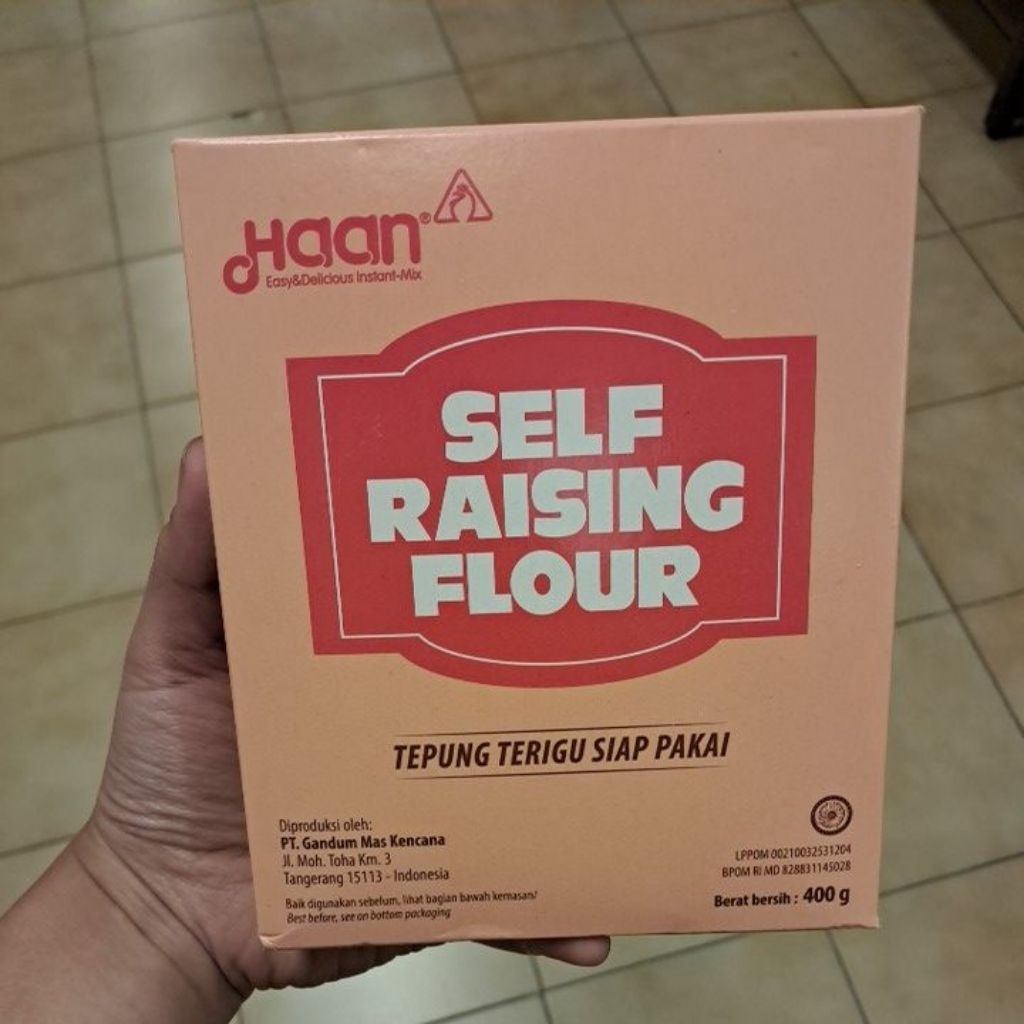 Haan®
Easy&Delicious Instant-Mix
SELF
RAISING
FLOUR
TEPUNG TERIGU SIAP PAKAI
Diproduksi oleh:
PT. Gandum Mas Kencana
Jl. Moh. Toha Km. 3
Tangerang 15113 - Indonesia
Baik digunakan sebelum, lihat bagian bawah kemasan/
Best before, see on bottom packaging
LPPOM 00210032531204
BPOM RI MD 828831145028
Berat bersih : 400 g